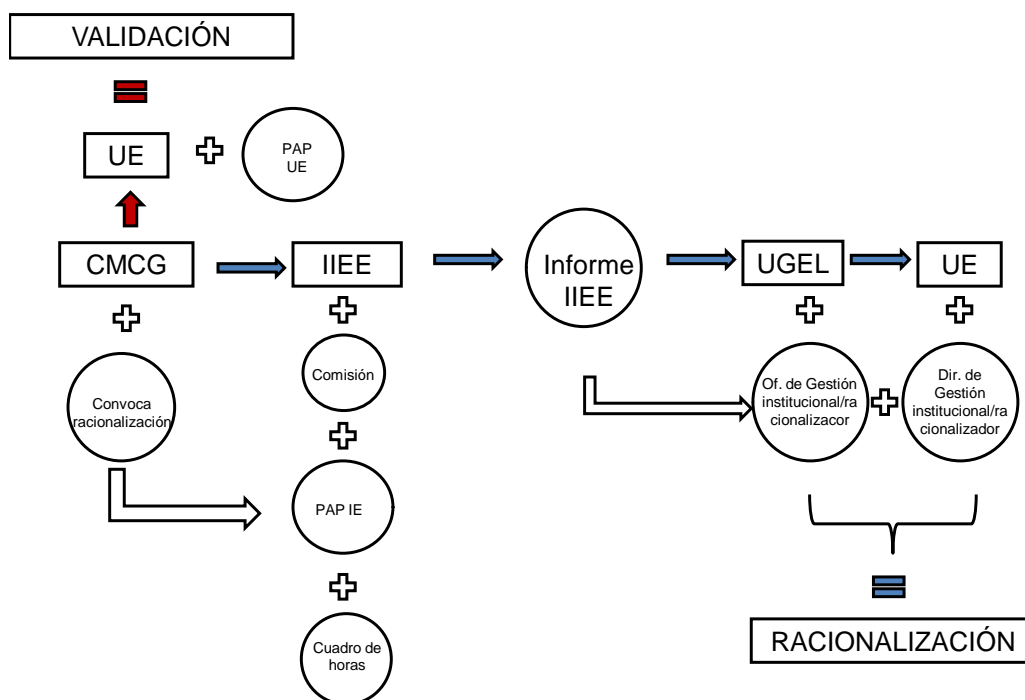 VALIDACIÓN
UE
PAP
UE
CMCG
IIEE
Informe
IIEE
UGEL
UE
Convoca
racionalización
Comisión
Of. de Gestión
institucional/ra
cionalizacor
Dir. de
Gestión
institucional/ra
cionalizador
PAP IE
Cuadro de
horas
RACIONALIZACIÓN